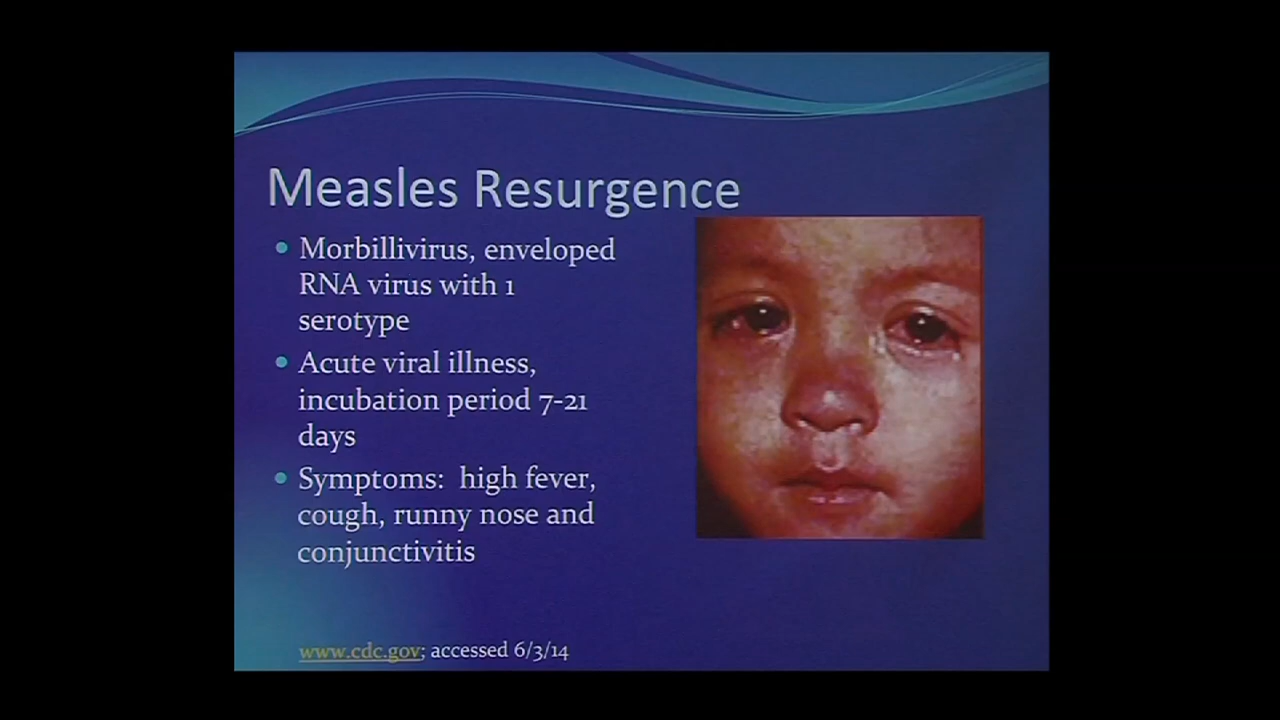 Measles Resurgence
Morbillivirus, enveloped
RNA virus with 1
serotype
Acute viral illness,
incubation period 7-21
days
Symptoms: high fever,
cough, runny nose and
conjunctivitis
www.cdc.gov; accessed 6/3/14